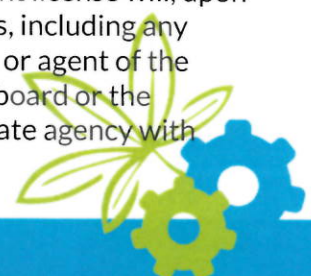 s, including any
or agent of the
board or the
ate agency with